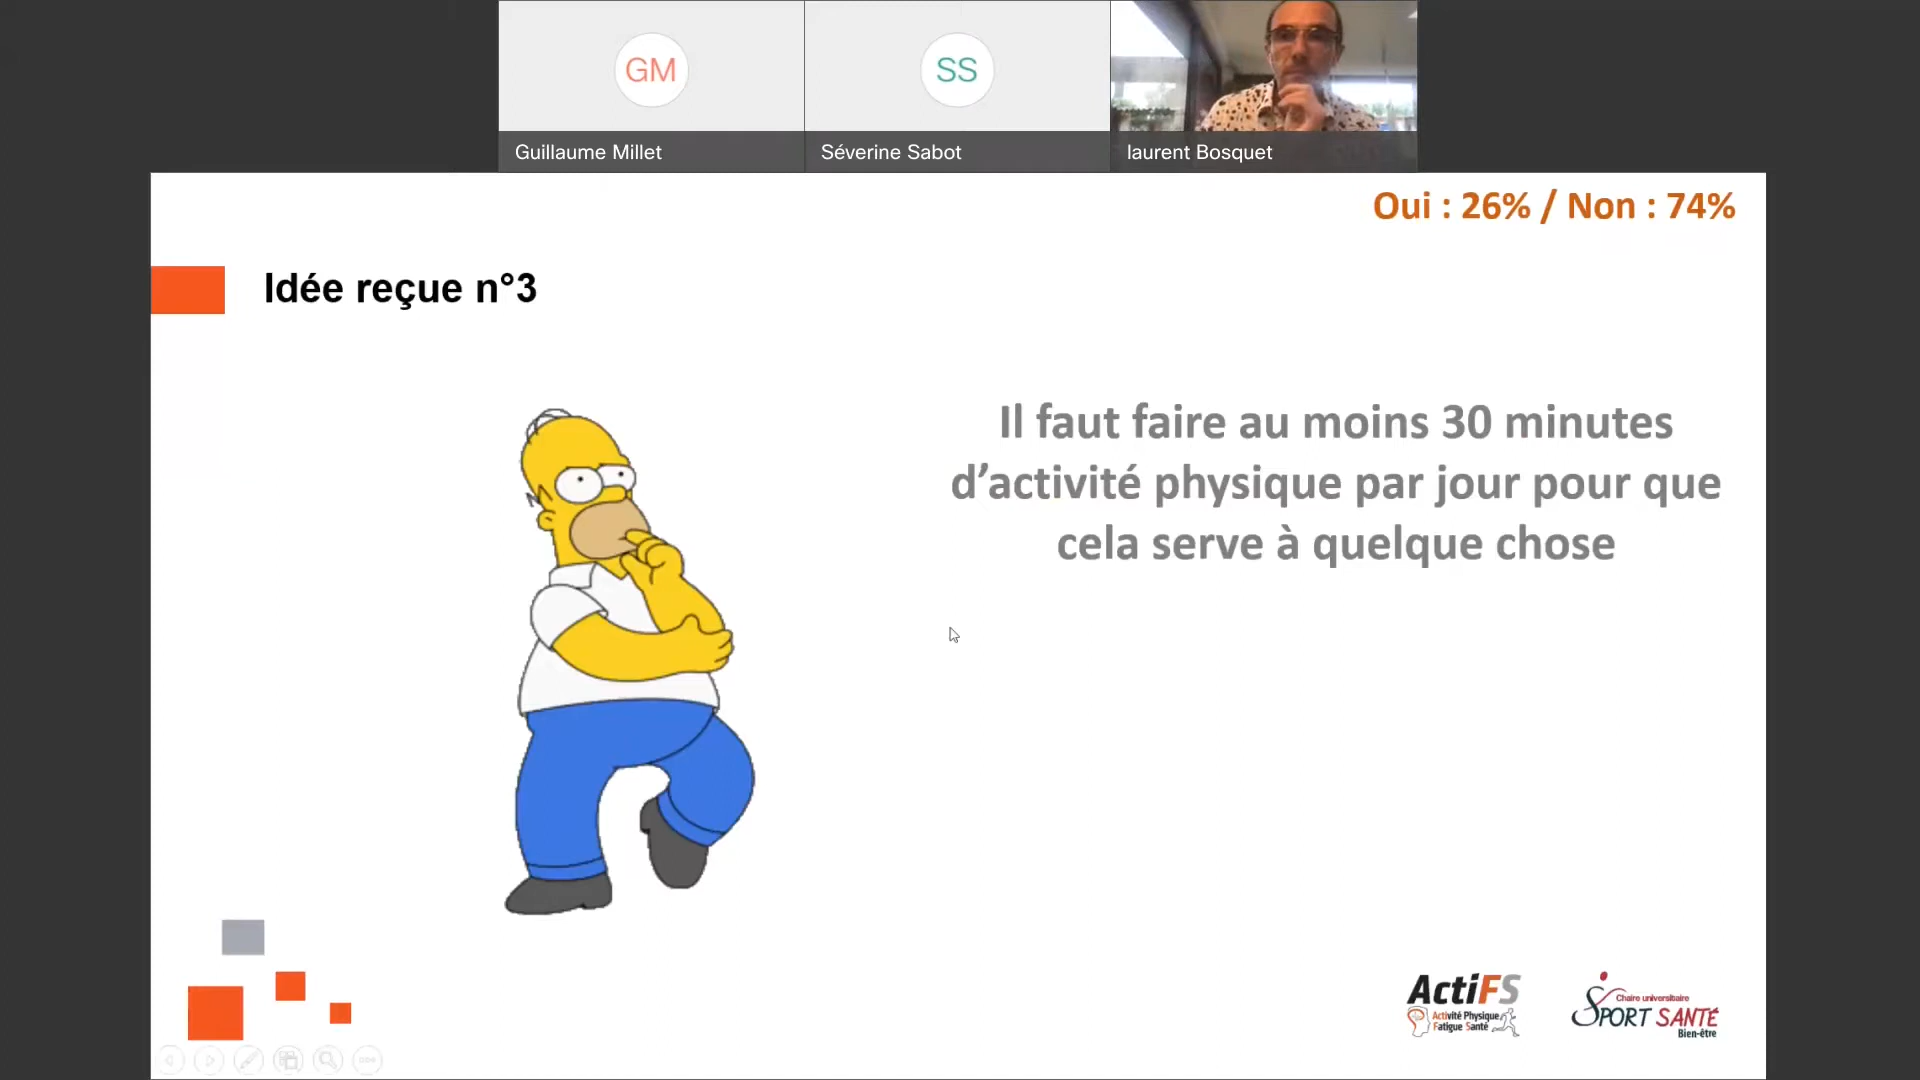 GM
SS
Guillaume Millet
Séverine Sabot
laurent Bosquet
Oui : 26% / Non : 74%
Idée reçue n°3
Il faut faire au moins 30 minutes
d’activité physique par jour pour que
cela serve à quelque chose
ActiFS
Activité Physique
Fatigue Santé
Chaire universitaire
SPORT SANTÉ
Bien-être